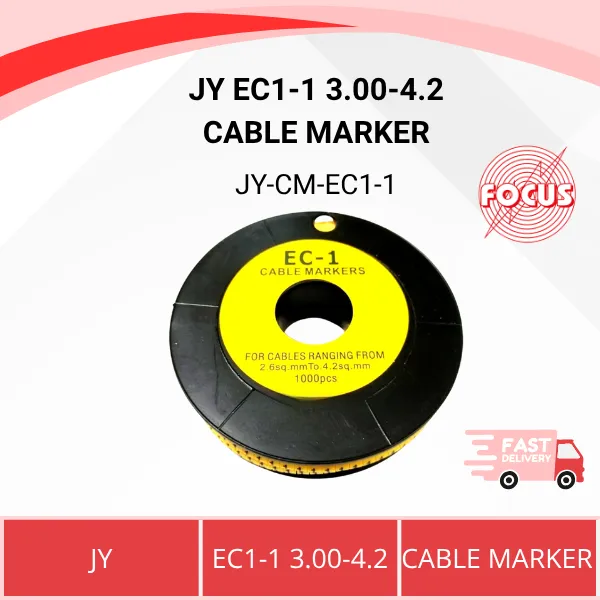 JY EC1-1 3.00-4.2
CABLE MARKER
JY-CM-EC1-1
FOCUS
EC-1
CABLE MARKERS
FOR CABLES RANGING FROM
2.6sq.mmTo 4.2sq.mm
1000pcs
FAST
DELIVERY
JY
EC1-1 3.00-4.2
CABLE MARKER